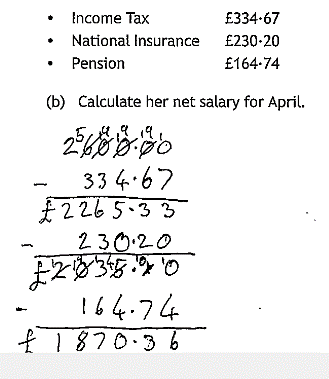 • Income Tax £334·67
• National Insurance £230·20
• Pension £164·74
(b) Calculate her net salary for April.
2600.00
- 334.67
£2265.33
- 230.20
£2035.10
- 164.74
£1870.36